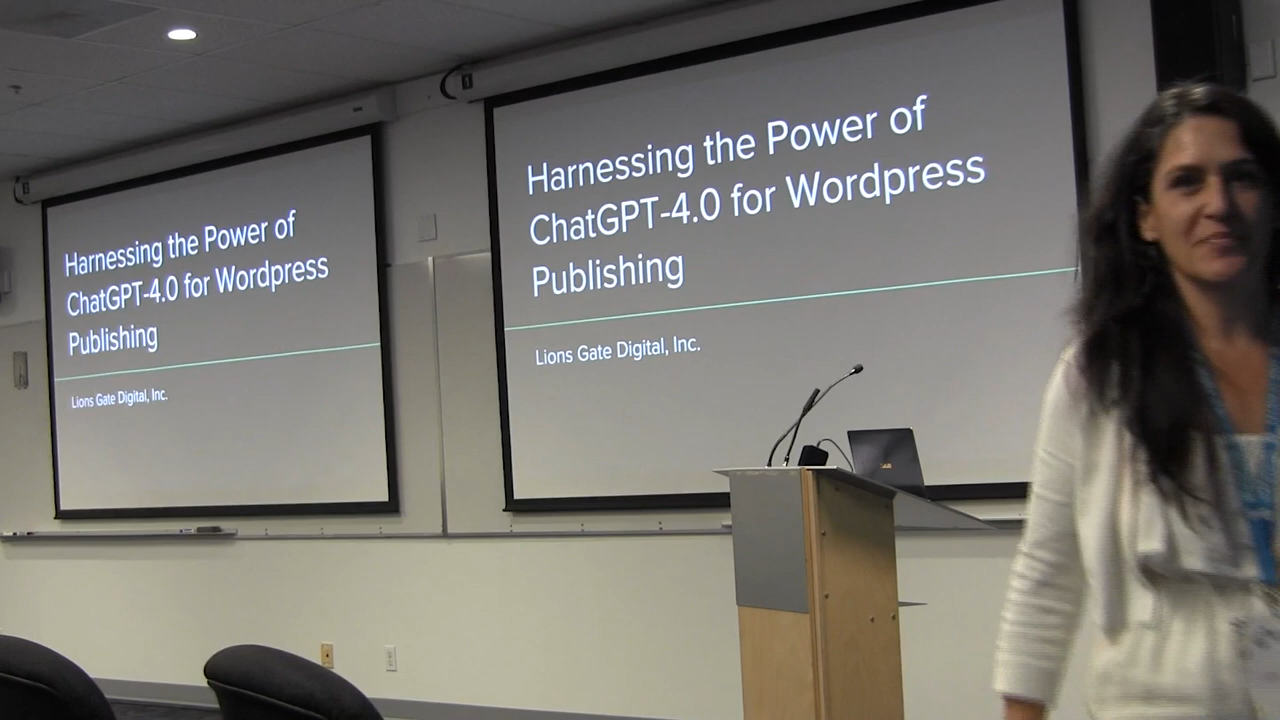 Harnessing the Power of
ChatGPT-4.0 for Wordpress
Publishing
Lions Gate Digital, Inc.
Harnessing the Power of
ChatGPT-4.0 for Wordpress
Publishing
Lions Gate Digital, Inc.